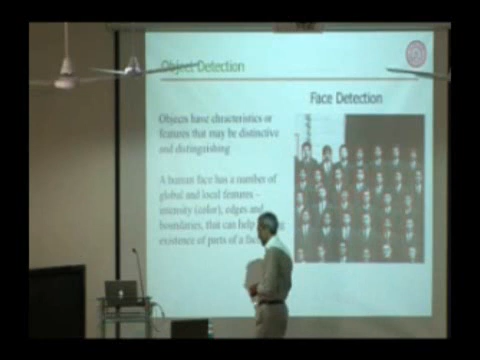 Object Detection
Face Detection
Objects have chracteristics or
features that may be distinctive
and distinguishing
A human face has a number of
global and local features –
intensity (color), edges and
boundaries, that can help
existence of parts of a